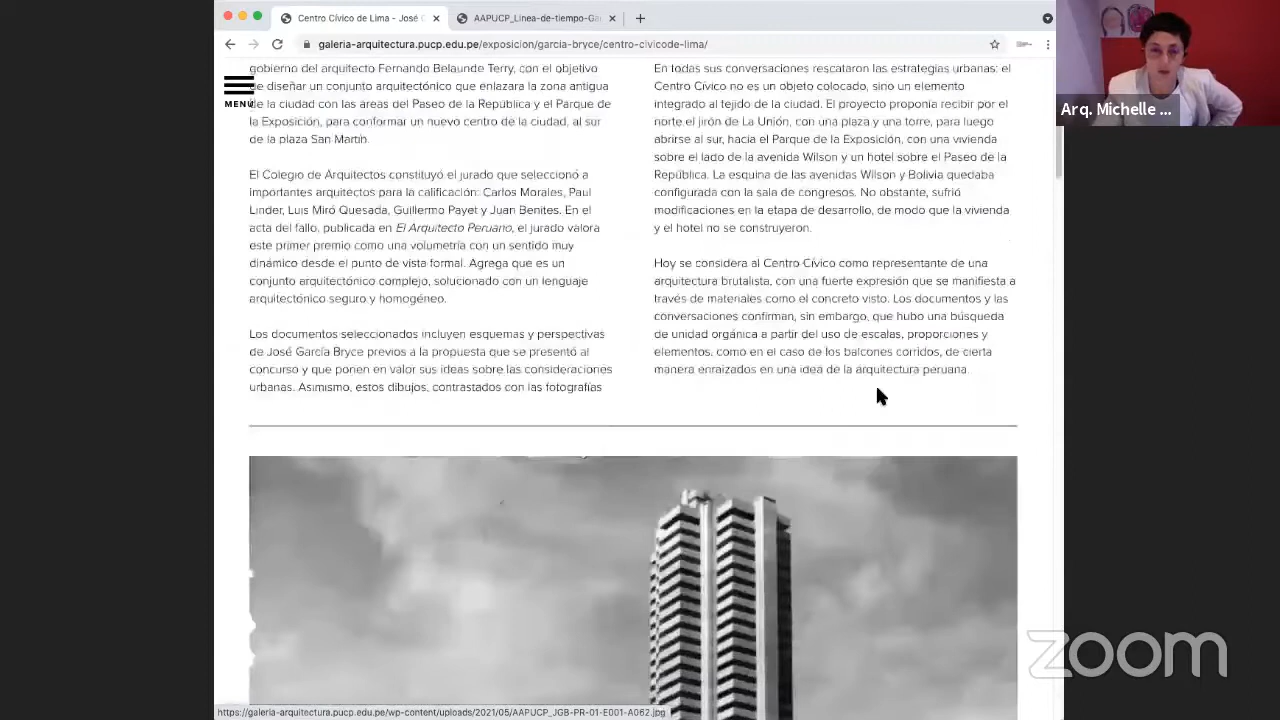 Centro Cívico de Lima - José
AAPUCP_Linea-de-tiempo-Ga
galeria-arquitectura.pucp.edu.pe/exposicion/garcia-bryce/centro-civicode-lima/
MENÚ
gobierno del arquitecto Fernando Belaunde Terry, con el objetivo
de diseñar un conjunto arquitectónico que enlazara la zona antigua
de la ciudad con las áreas del Paseo de la República y el Parque de
la Exposición, para conformar un nuevo centro de la ciudad, al sur
de la plaza San Martín.
El Colegio de Arquitectos constituyó el jurado que seleccionó a
importantes arquitectos para la calificación: Carlos Morales, Paul
Linder, Luis Miró Quesada, Guillermo Payet y Juan Benites. En el
acta del fallo, publicada en El Arquitecto Peruano, el jurado valora
este primer premio como una volumetría con un sentido muy
dinámico desde el punto de vista formal. Agrega que es un
conjunto arquitectónico complejo, solucionado con un lenguaje
arquitectónico seguro y homogéneo.
Los documentos seleccionados incluyen esquemas y perspectivas
de José García Bryce previos a la propuesta que se presentó al
concurso y que ponen en valor sus ideas sobre las consideraciones
urbanas. Asimismo, estos dibujos, contrastados con las fotografías
En todas sus conversaciones rescataron las estrategias urbanas: el
Centro Cívico no es un objeto colocado, sino un elemento
integrado al tejido de la ciudad. El proyecto propone recibir por el
norte el jirón de La Unión, con una plaza y una torre, para luego
abrirse al sur, hacia el Parque de la Exposición, con una vivienda
sobre el lado de la avenida Wilson y un hotel sobre el Paseo de la
República. La esquina de las avenidas Wilson y Bolivia quedaba
configurada con la sala de congresos. No obstante, sufrió
modificaciones en la etapa de desarrollo, de modo que la vivienda
y el hotel no se construyeron.
Hoy se considera al Centro Cívico como representante de una
arquitectura brutalista, con una fuerte expresión que se manifiesta a
través de materiales como el concreto visto. Los documentos y las
conversaciones confirman, sin embargo, que hubo una búsqueda
de unidad orgánica a partir del uso de escalas, proporciones y
elementos, como en el caso de los balcones corridos, de cierta
manera enraizados en una idea de la arquitectura peruana.
https://galeria-arquitectura.pucp.edu.pe/wp-content/uploads/2021/05/AAPUCP_JGB-PR-01-E001-A062.jpg
Arq. Michelle ...
zoom